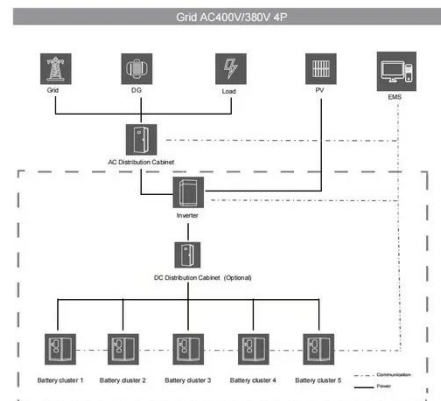 Grid AC400V/380V 4P
Grid
DG
Load
PV
EMS
AC Distribution Cabinet
Inverter
DC Distribution Cabinet (Optional)
Battery cluster 1
Battery cluster 2
Battery cluster 3
Battery cluster 4
Battery cluster 5
Communication
Power